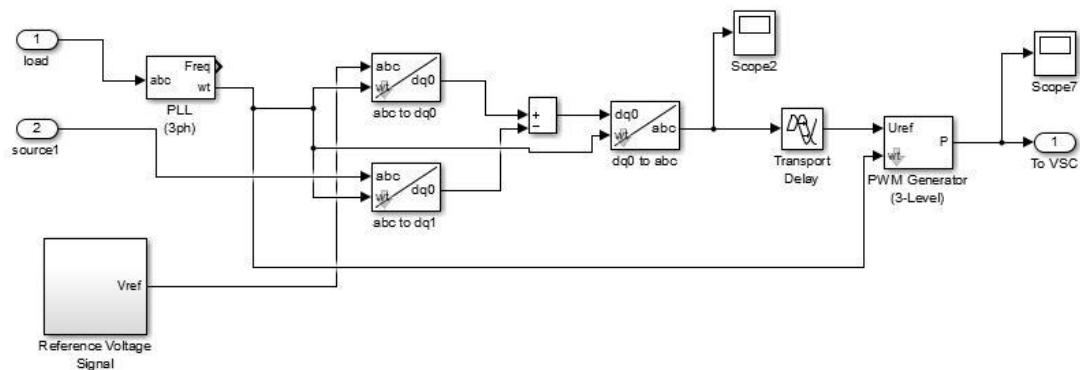 1
load
abc
Freq
wt
PLL
(3ph)
2
source1
Vref
Reference Voltage
Signal
abc
wt
dq0
abc to dq0
abc
wt
dq0
abc to dq1
+
−
dq0
wt
abc
dq0 to abc
Scope2
Transport
Delay
Uref
wt
P
PWM Generator
(3-Level)
Scope7
1
To VSC